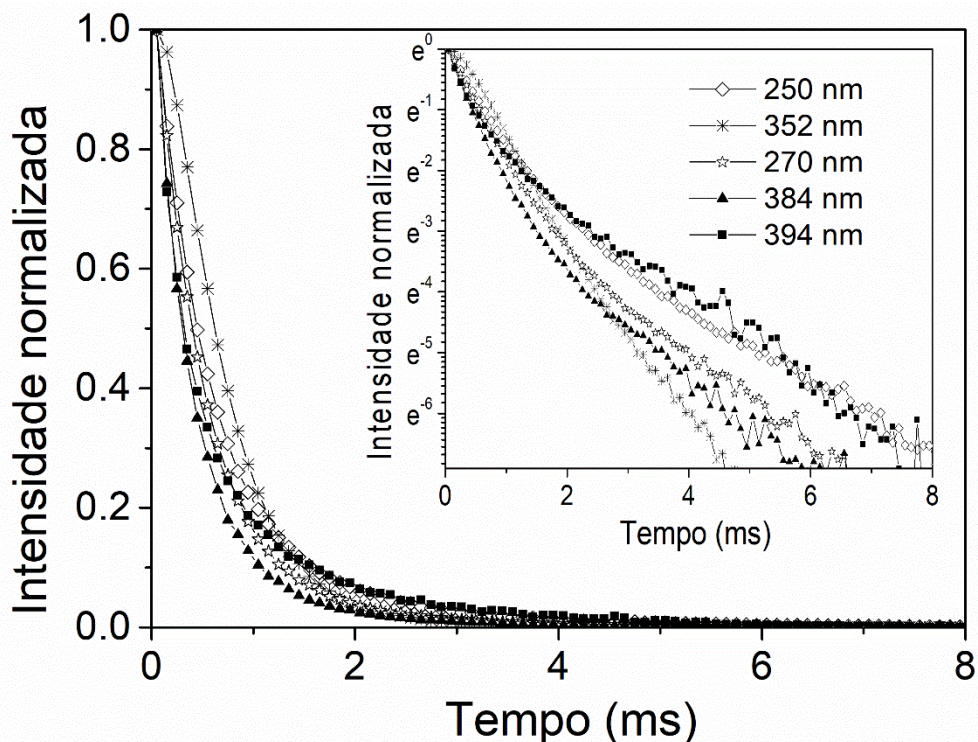 Intensidade normalizada
1.0
0.8
0.6
0.4
0.2
0.0
0
2
4
6
8
Tempo (ms)
Intensidade normalizada
e^0
e^-1
e^-2
e^-3
e^-4
e^-5
e^-6
250 nm
352 nm
270 nm
384 nm
394 nm
0
2
4
6
8
Tempo (ms)